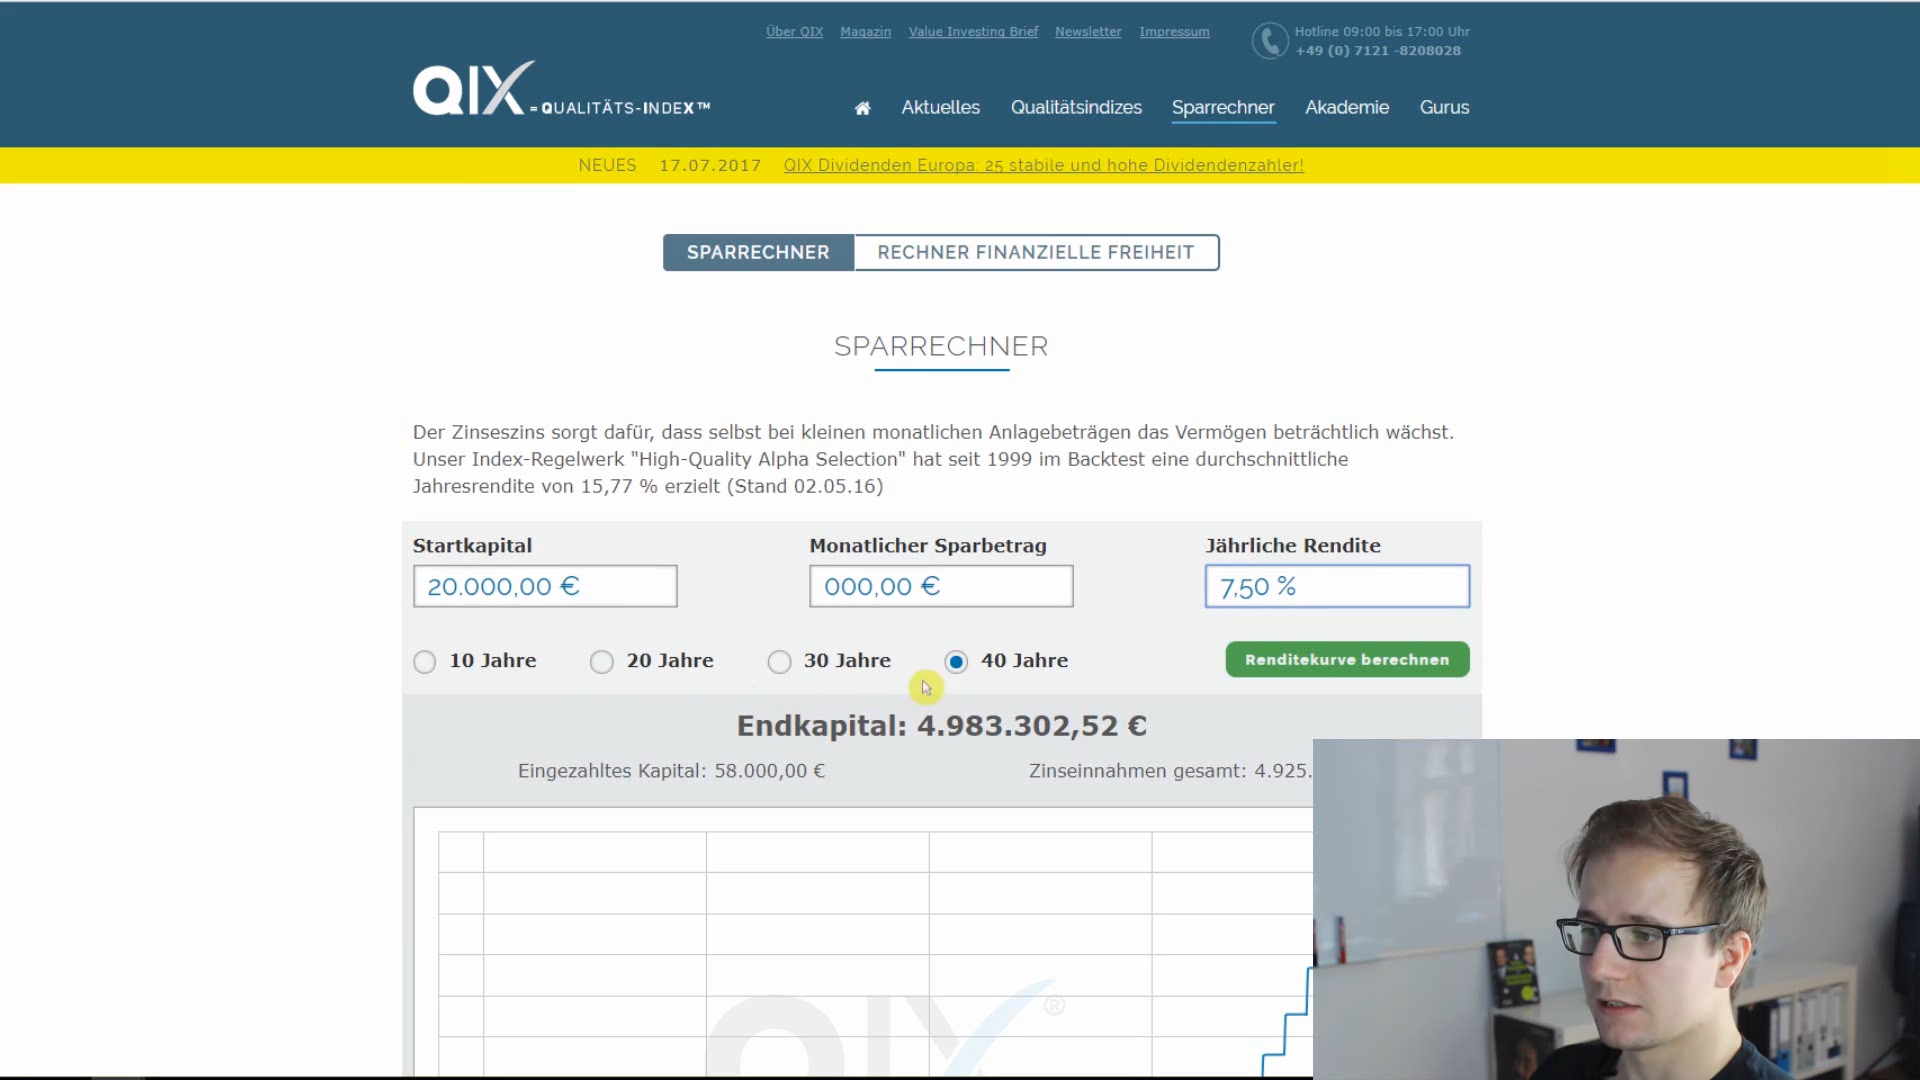 Über QIX Magazin Value Investing Brief Newsletter Impressum
Hotline 09:00 bis 17:00 Uhr
+49 (0) 7121 -8208028
QIX = QUALITÄTS-INDEX™
Aktuelles Qualitätsindizes Sparrechner Akademie Gurus
NEUES 17.07.2017 QIX Dividenden Europa: 25 stabile und hohe Dividendenzahler!
SPARRECHNER RECHNER FINANZIELLE FREIHEIT
SPARRECHNER
Der Zinseszins sorgt dafür, dass selbst bei kleinen monatlichen Anlagebeträgen das Vermögen beträchtlich wächst.
Unser Index-Regelwerk "High-Quality Alpha Selection" hat seit 1999 im Backtest eine durchschnittliche
Jahresrendite von 15,77 % erzielt (Stand 02.05.16)
Startkapital Monatlicher Sparbetrag Jährliche Rendite
20.000,00 € 000,00 € 7,50 %
10 Jahre 20 Jahre 30 Jahre 40 Jahre Renditekurve berechnen
Endkapital: 4.983.302,52 €
Eingezahltes Kapital: 58.000,00 € Zinseinnahmen gesamt: 4.925.
QIX ®